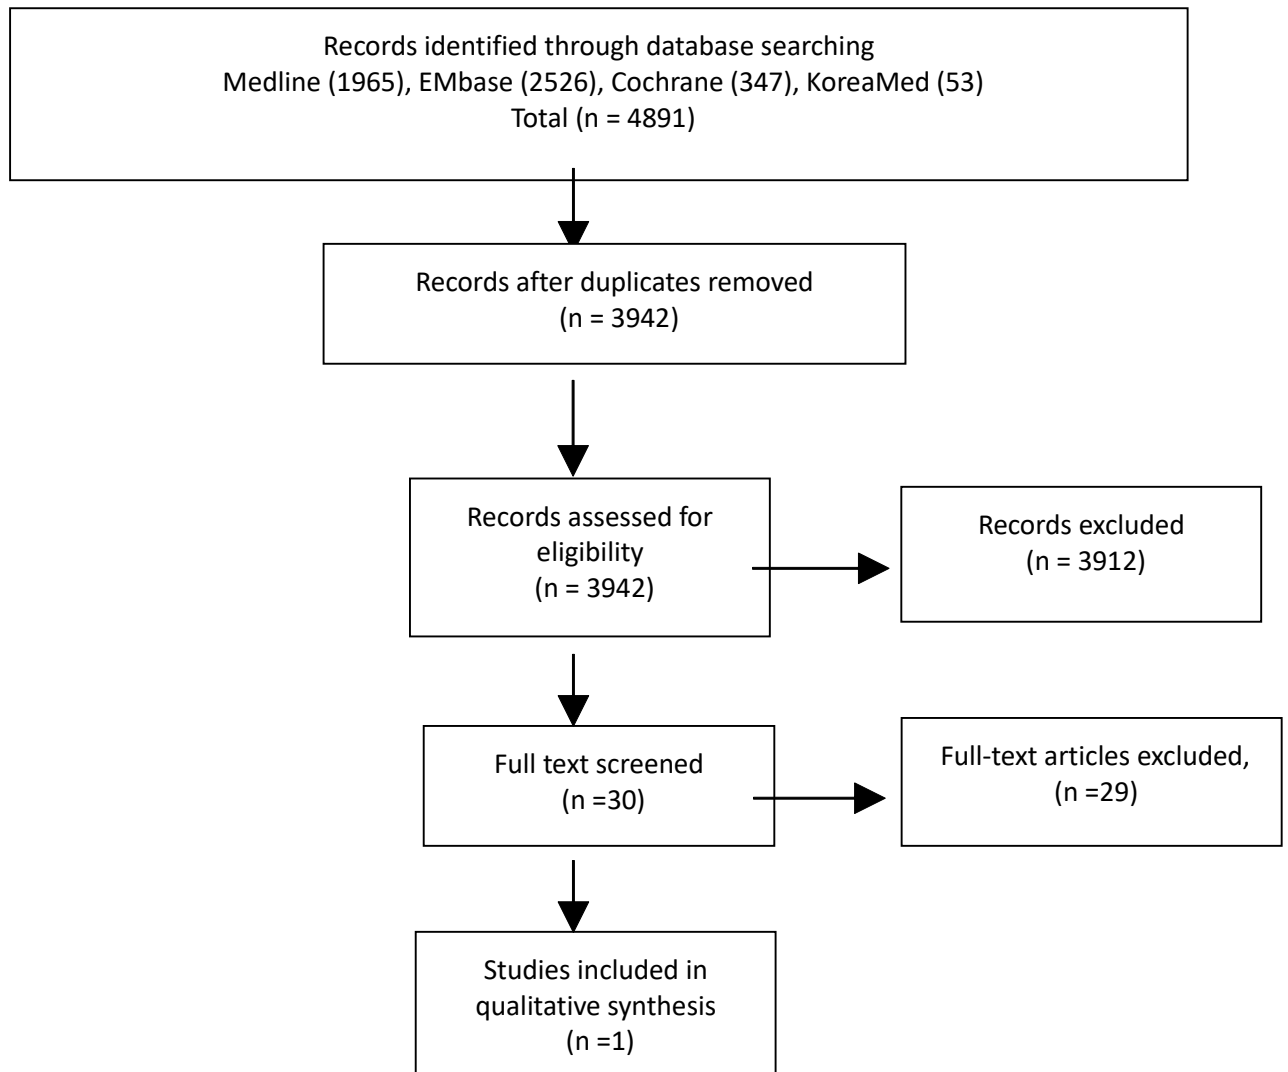 Records identified through database searching
Medline (1965), EMbase (2526), Cochrane (347), KoreaMed (53)
Total (n = 4891)
Records after duplicates removed
(n = 3942)
Records assessed for
eligibility
(n = 3942)
Records excluded
(n = 3912)
Full text screened
(n =30)
Full-text articles excluded,
(n =29)
Studies included in
qualitative synthesis
(n =1)